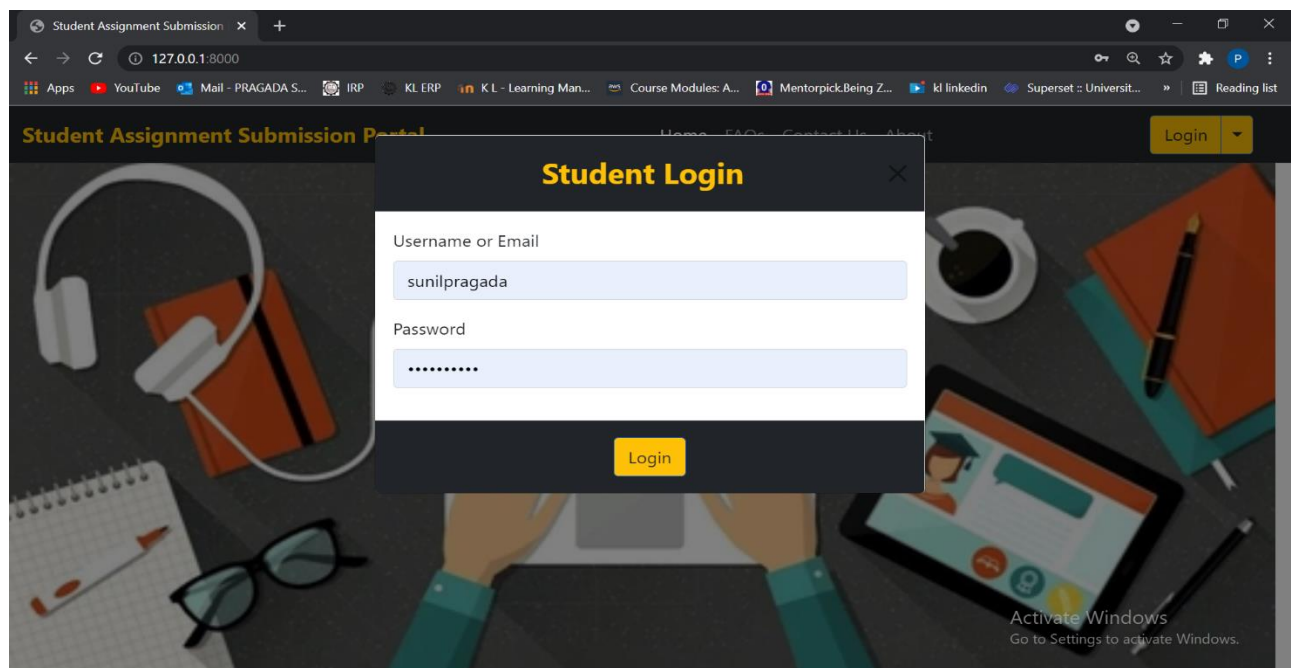 Student Assignment Submission
127.0.0.1:8000
Apps YouTube Mail - PRAGADA S... IRP KL ERP K L - Learning Man... Course Modules: A... Mentorpick.Being Z... kl linkedin Superset :: Universit... » Reading list
Student Assignment Submission Portal Home FAQs Contact Us About Login
Student Login
Username or Email
sunilpragada
Password
••••••••••
Login
Activate Windows
Go to Settings to activate Windows.